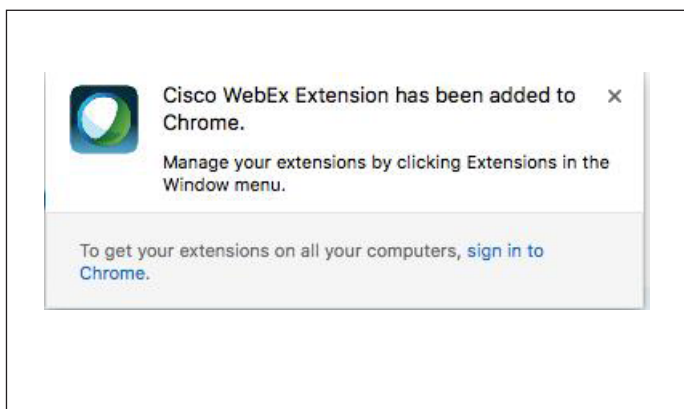 Cisco WebEx Extension has been added to
Chrome.
Manage your extensions by clicking Extensions in the
Window menu.
To get your extensions on all your computers, sign in to
Chrome.